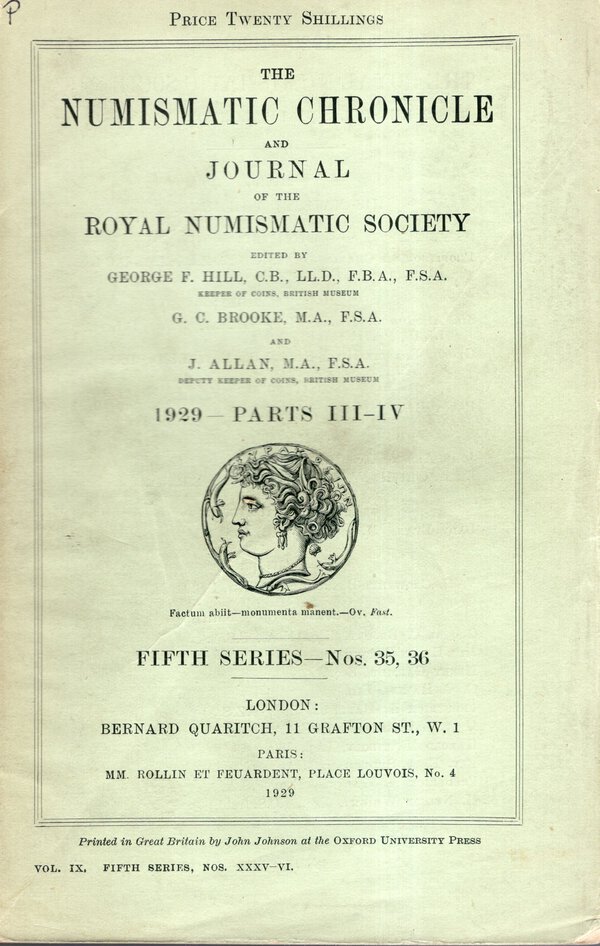 P
PRICE TWENTY SHILLINGS
THE
NUMISMATIC CHRONICLE
AND
JOURNAL
OF THE
ROYAL NUMISMATIC SOCIETY
EDITED BY
GEORGE F. HILL, C.B., LL.D., F.B.A., F.S.A.
KEEPER OF COINS, BRITISH MUSEUM
G. C. BROOKE, M.A., F.S.A.
AND
J. ALLAN, M.A., F.S.A.
DEPUTY KEEPER OF COINS, BRITISH MUSEUM
1929 — PARTS III–IV
Factum abiit—monumenta manent.—Ov. Fast.
FIFTH SERIES—Nos. 35, 36
LONDON:
BERNARD QUARITCH, 11 GRAFTON ST., W. 1
PARIS:
MM. ROLLIN ET FEUARDENT, PLACE LOUVOIS, No. 4
1929
Printed in Great Britain by John Johnson at the OXFORD UNIVERSITY PRESS
VOL. IX. FIFTH SERIES, NOS. XXXV–VI.